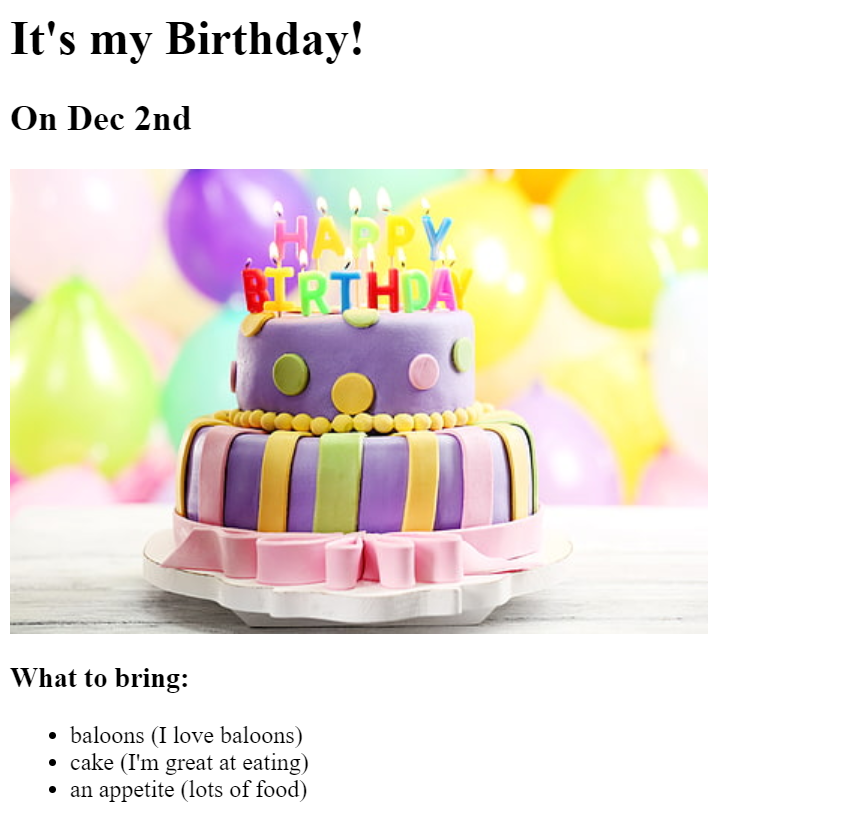 It's my Birthday!
On Dec 2nd
HAPPY
BIRTHDAY
What to bring:
baloons (I love baloons)
cake (I'm great at eating)
an appetite (lots of food)